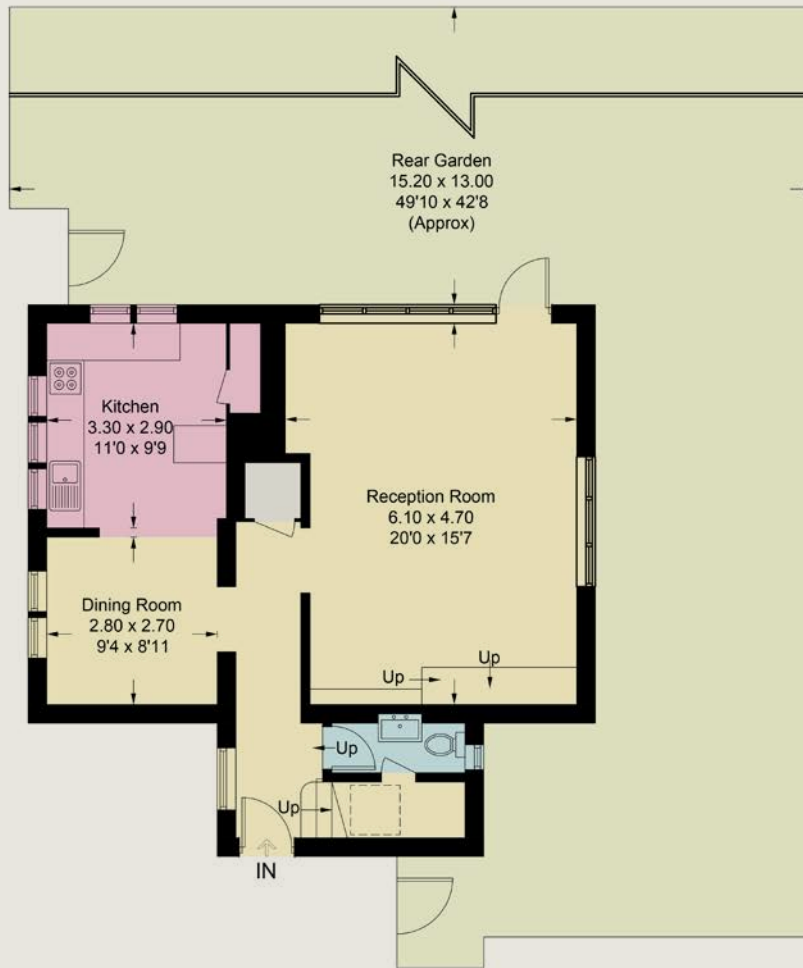 Rear Garden
15.20 x 13.00
49'10 x 42'8
(Approx)
Kitchen
3.30 x 2.90
11'0 x 9'9
Reception Room
6.10 x 4.70
20'0 x 15'7
Dining Room
2.80 x 2.70
9'4 x 8'11
Up
Up
Up
Up
IN